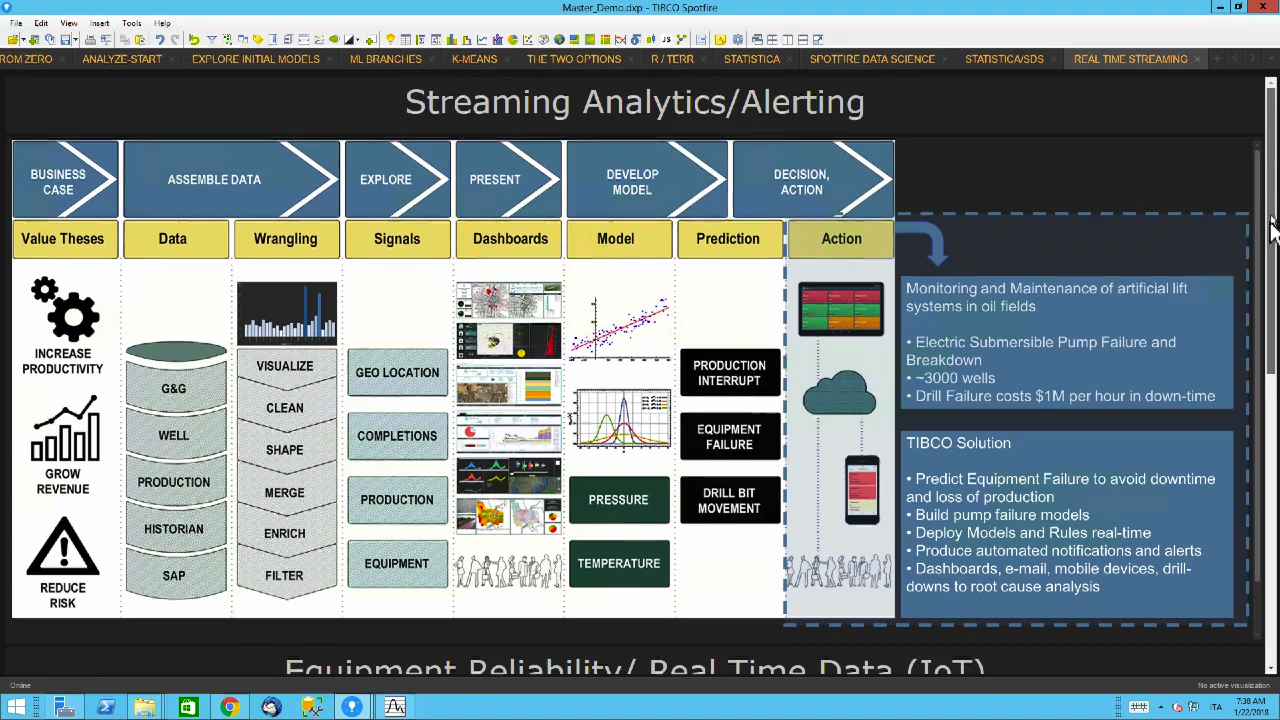 Master_Demo.dxp - TIBCO Spotfire
File Edit View Insert Tools Help
ROM ZERO ANALYZE-START EXPLORE INITIAL MODELS ML BRANCHES K-MEANS THE TWO OPTIONS R / TERR STATISTICA SPOTFIRE DATA SCIENCE STATISTICA/SDS REAL TIME STREAMING
Streaming Analytics/Alerting
BUSINESS
CASE
ASSEMBLE DATA
EXPLORE
PRESENT
DEVELOP
MODEL
DECISION,
ACTION
Value Theses
Data
Wrangling
Signals
Dashboards
Model
Prediction
Action
INCREASE
PRODUCTIVITY
GROW
REVENUE
REDUCE
RISK
G&G
WELL
PRODUCTION
HISTORIAN
SAP
VISUALIZE
CLEAN
SHAPE
MERGE
ENRICH
FILTER
GEO LOCATION
COMPLETIONS
PRODUCTION
EQUIPMENT
PRESSURE
TEMPERATURE
PRODUCTION
INTERRUPT
EQUIPMENT
FAILURE
DRILL BIT
MOVEMENT
Monitoring and Maintenance of artificial lift
systems in oil fields
• Electric Submersible Pump Failure and
Breakdown
• ~3000 wells
• Drill Failure costs $1M per hour in down-time
TIBCO Solution
• Predict Equipment Failure to avoid downtime
and loss of production
• Build pump failure models
• Deploy Models and Rules real-time
• Produce automated notifications and alerts
• Dashboards, e-mail, mobile devices, drill-
downs to root cause analysis
Equipment Reliability/ Real Time Data (IoT)
Online
No active visualization
ITA
7:38 AM
1/22/2018